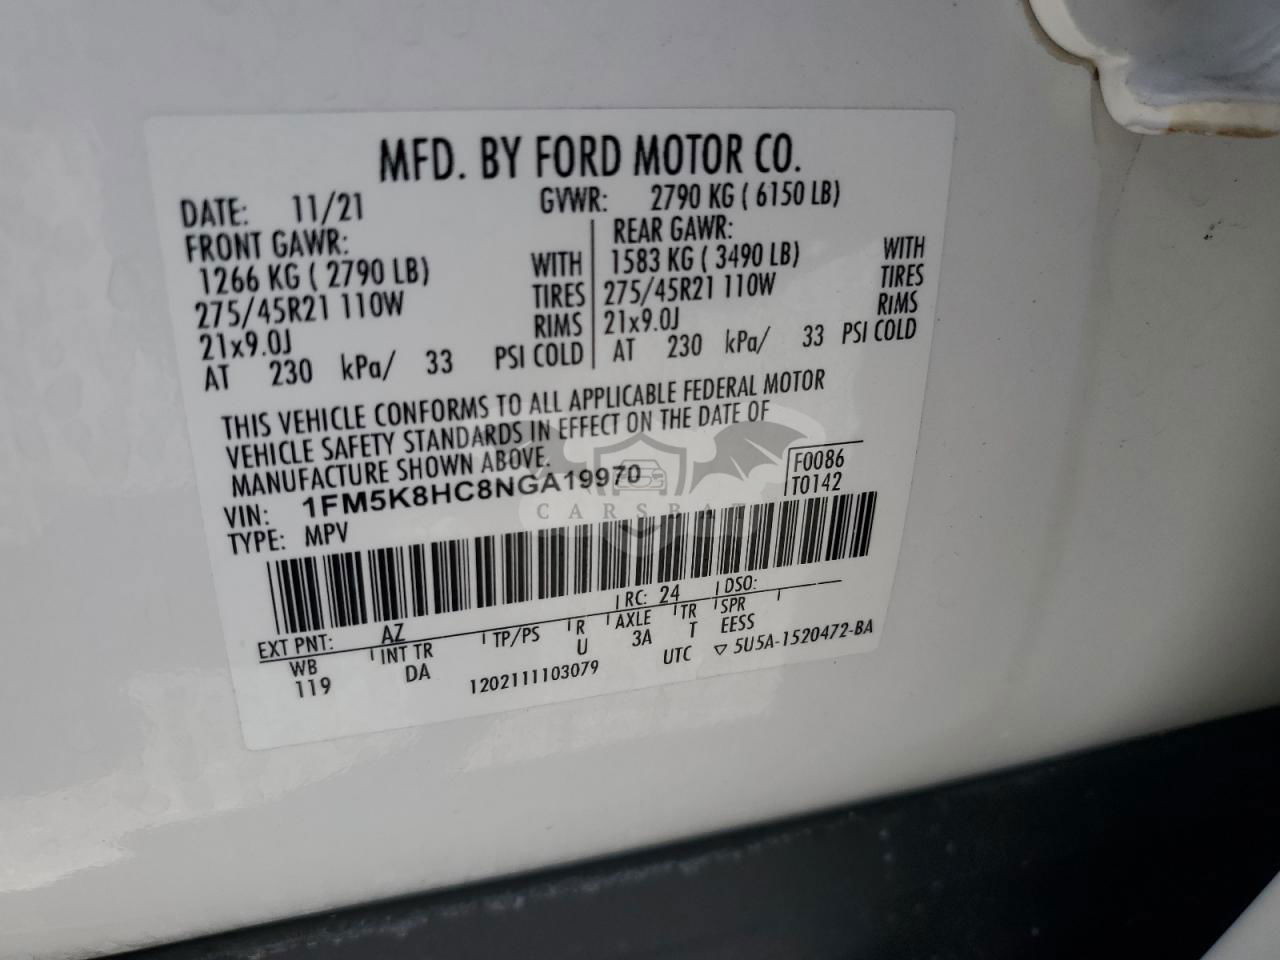 MFD. BY FORD MOTOR CO.
DATE: 11/21 GVWR: 2790 KG ( 6150 LB)
FRONT GAWR: REAR GAWR:
1266 KG ( 2790 LB) WITH 1583 KG ( 3490 LB) WITH
275/45R21 110W TIRES 275/45R21 110W TIRES
21x9.0J RIMS 21x9.0J RIMS
AT 230 kPa/ 33 PSI COLD AT 230 kPa/ 33 PSI COLD
THIS VEHICLE CONFORMS TO ALL APPLICABLE FEDERAL MOTOR
VEHICLE SAFETY STANDARDS IN EFFECT ON THE DATE OF
MANUFACTURE SHOWN ABOVE.
VIN: 1FM5K8HC8NGA19970 F0086
TYPE: MPV T0142
CARSBAT
EXT PNT: AZ RC: 24 DSO:
WB INT TR TP/PS R AXLE TR SPR
119 DA U 3A T EESS
1202111103079 UTC ▽ 5U5A-1520472-BA